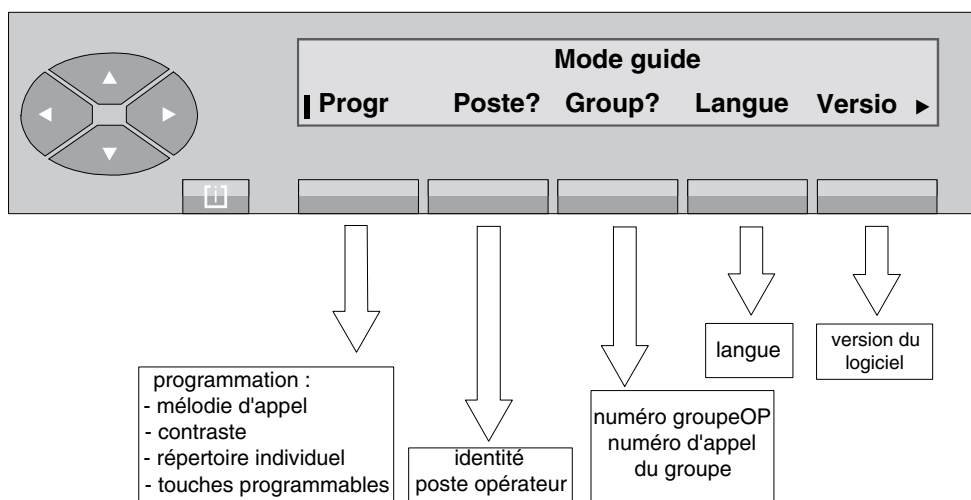 Mode guide
Progr Poste? Group? Langue Versio
[i]
programmation :
- mélodie d'appel
- contraste
- répertoire individuel
- touches programmables
identité
poste opérateur
numéro groupeOP
numéro d'appel
du groupe
langue
version du
logiciel